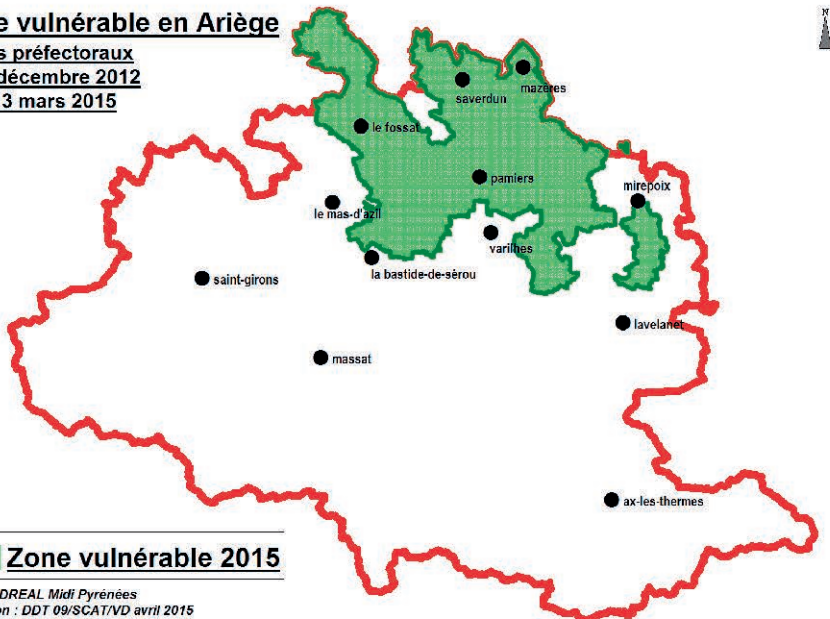 e vulnérable en Ariège
s préfectoraux
décembre 2012
3 mars 2015
N
saverdun
mazères
le fossat
pamiers
mirepoix
le mas-d'azil
varilhes
la bastide-de-sérou
saint-girons
lavelanet
massat
ax-les-thermes
Zone vulnérable 2015
DREAL Midi Pyrénées
n : DDT 09/SCAT/VD avril 2015